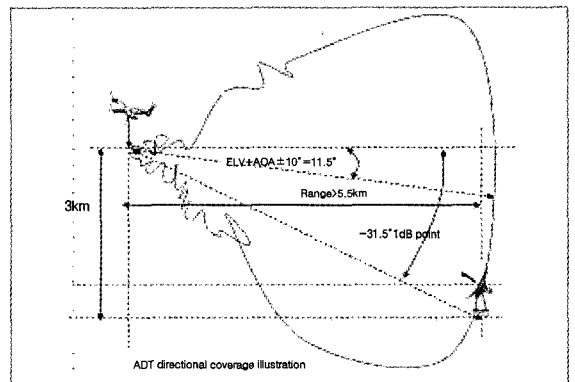 ELV+AOA±10°=11.5°
Range>5.5km
3km
-31.5°1dB point
ADT directional coverage illustration